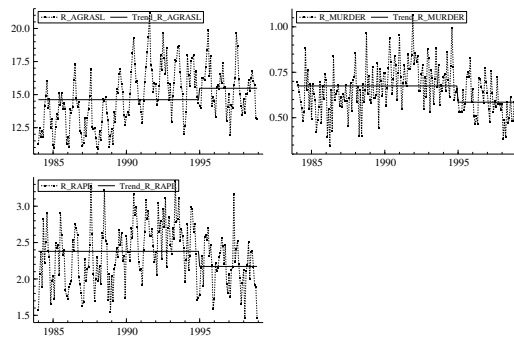 R_AGRASL Trend_R_AGRASL
20.0
17.5
15.0
12.5
1985 1990 1995
R_MURDER Trend_R_MURDER
1.00
0.75
0.50
1985 1990 1995
R_RAPE Trend_R_RAPE
3.0
2.5
2.0
1.5
1985 1990 1995